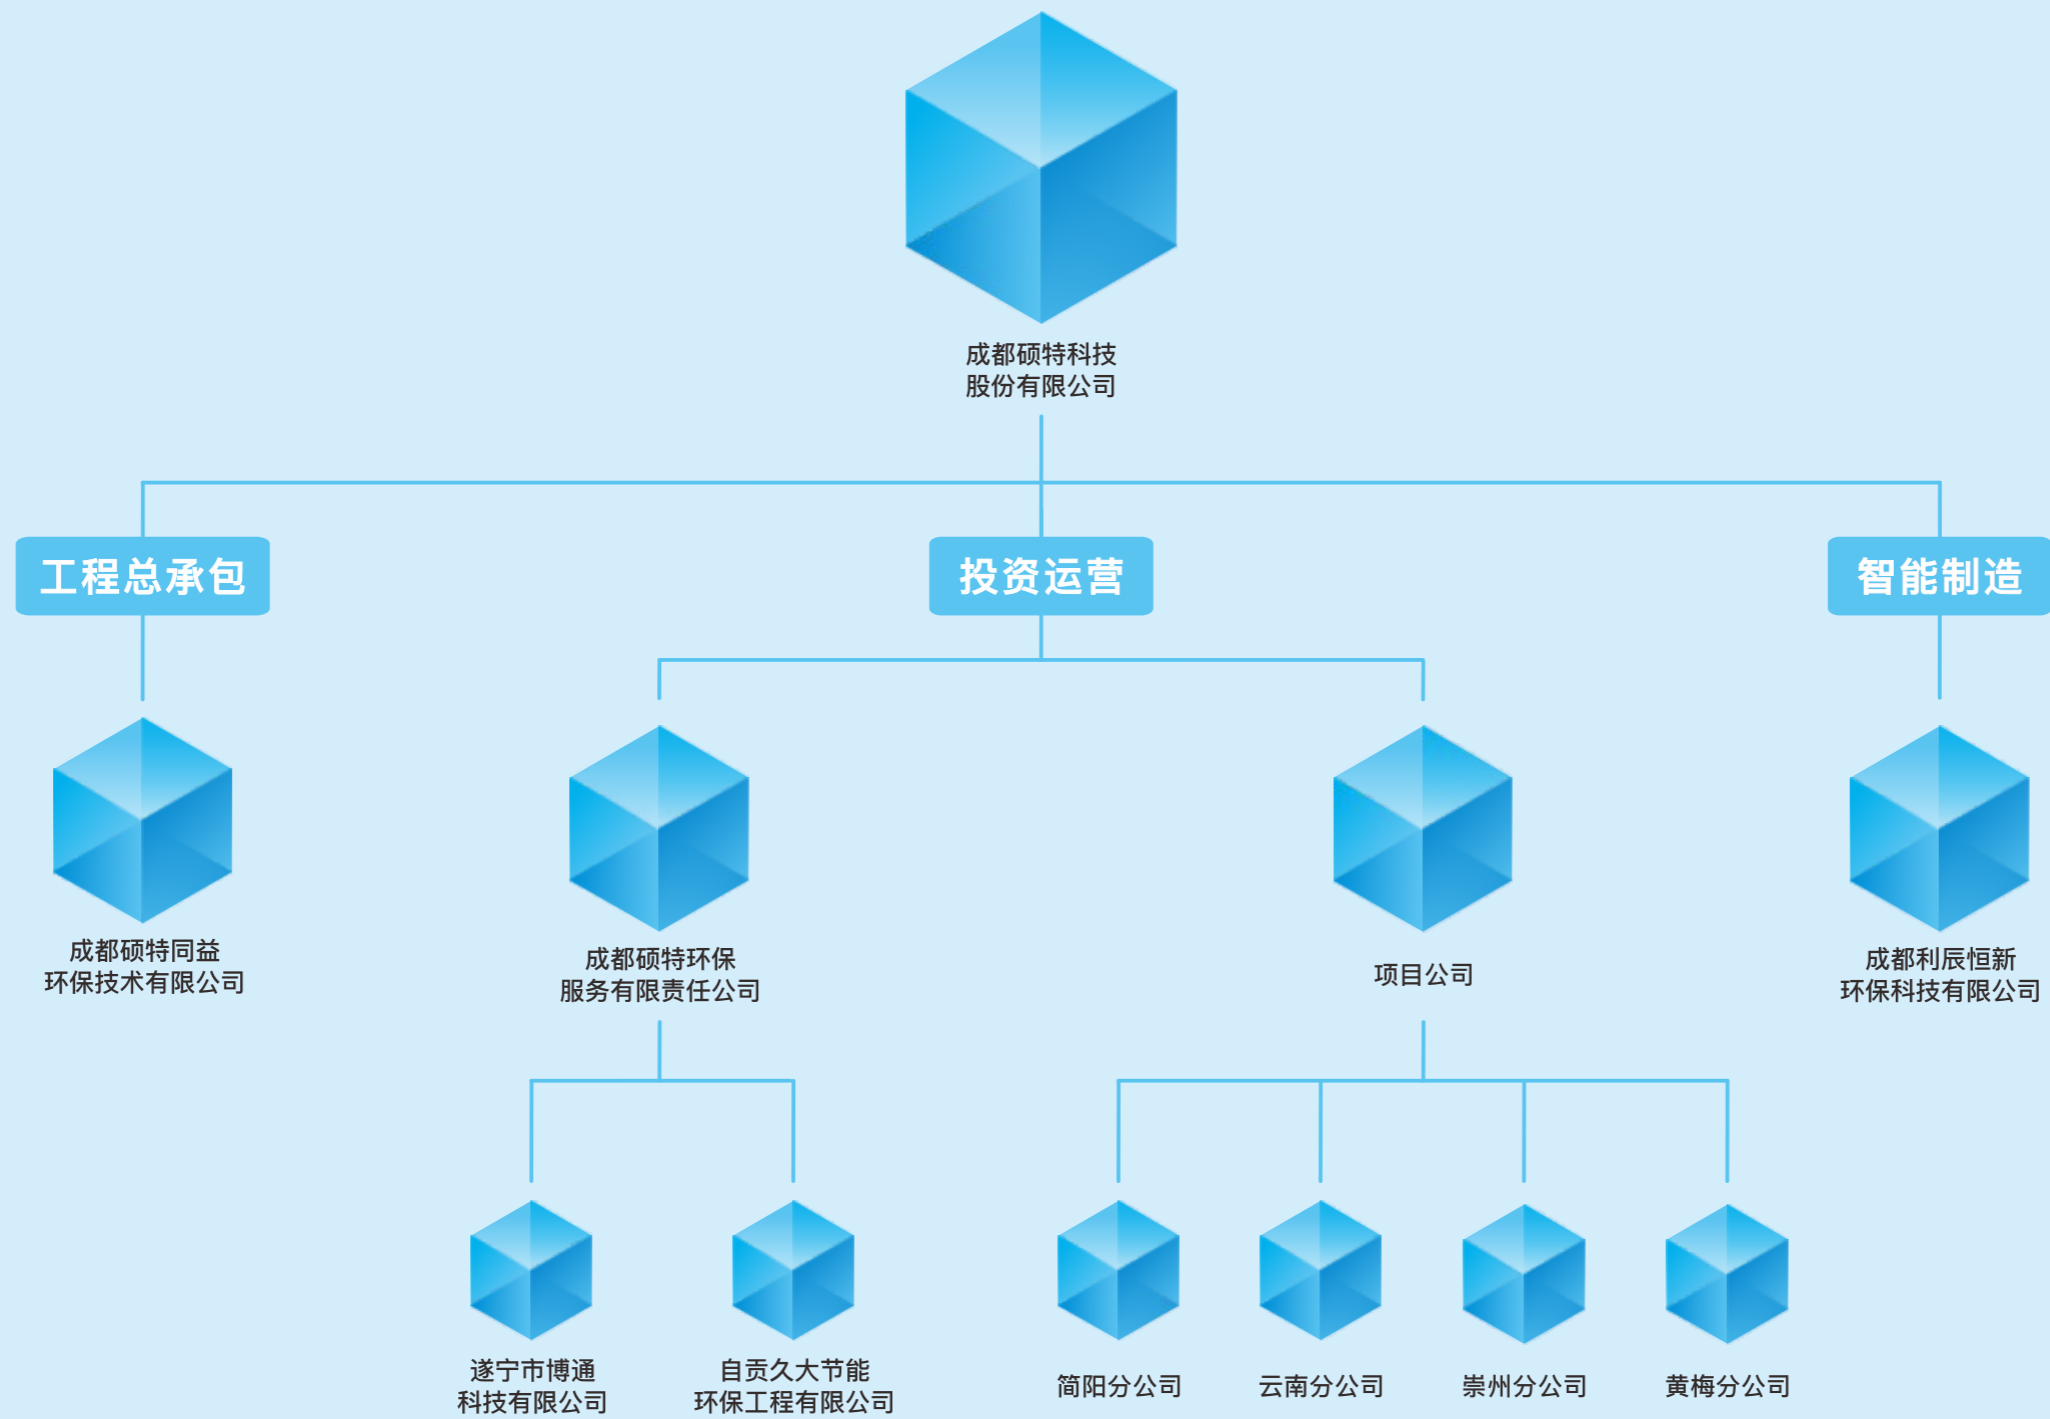 成都硕特科技
股份有限公司
工程总承包
投资运营
智能制造
成都硕特同益
环保技术有限公司
成都硕特环保
服务有限责任公司
项目公司
成都利辰恒新
环保科技有限公司
遂宁市博通
科技有限公司
自贡久大节能
环保工程有限公司
简阳分公司
云南分公司
崇州分公司
黄梅分公司